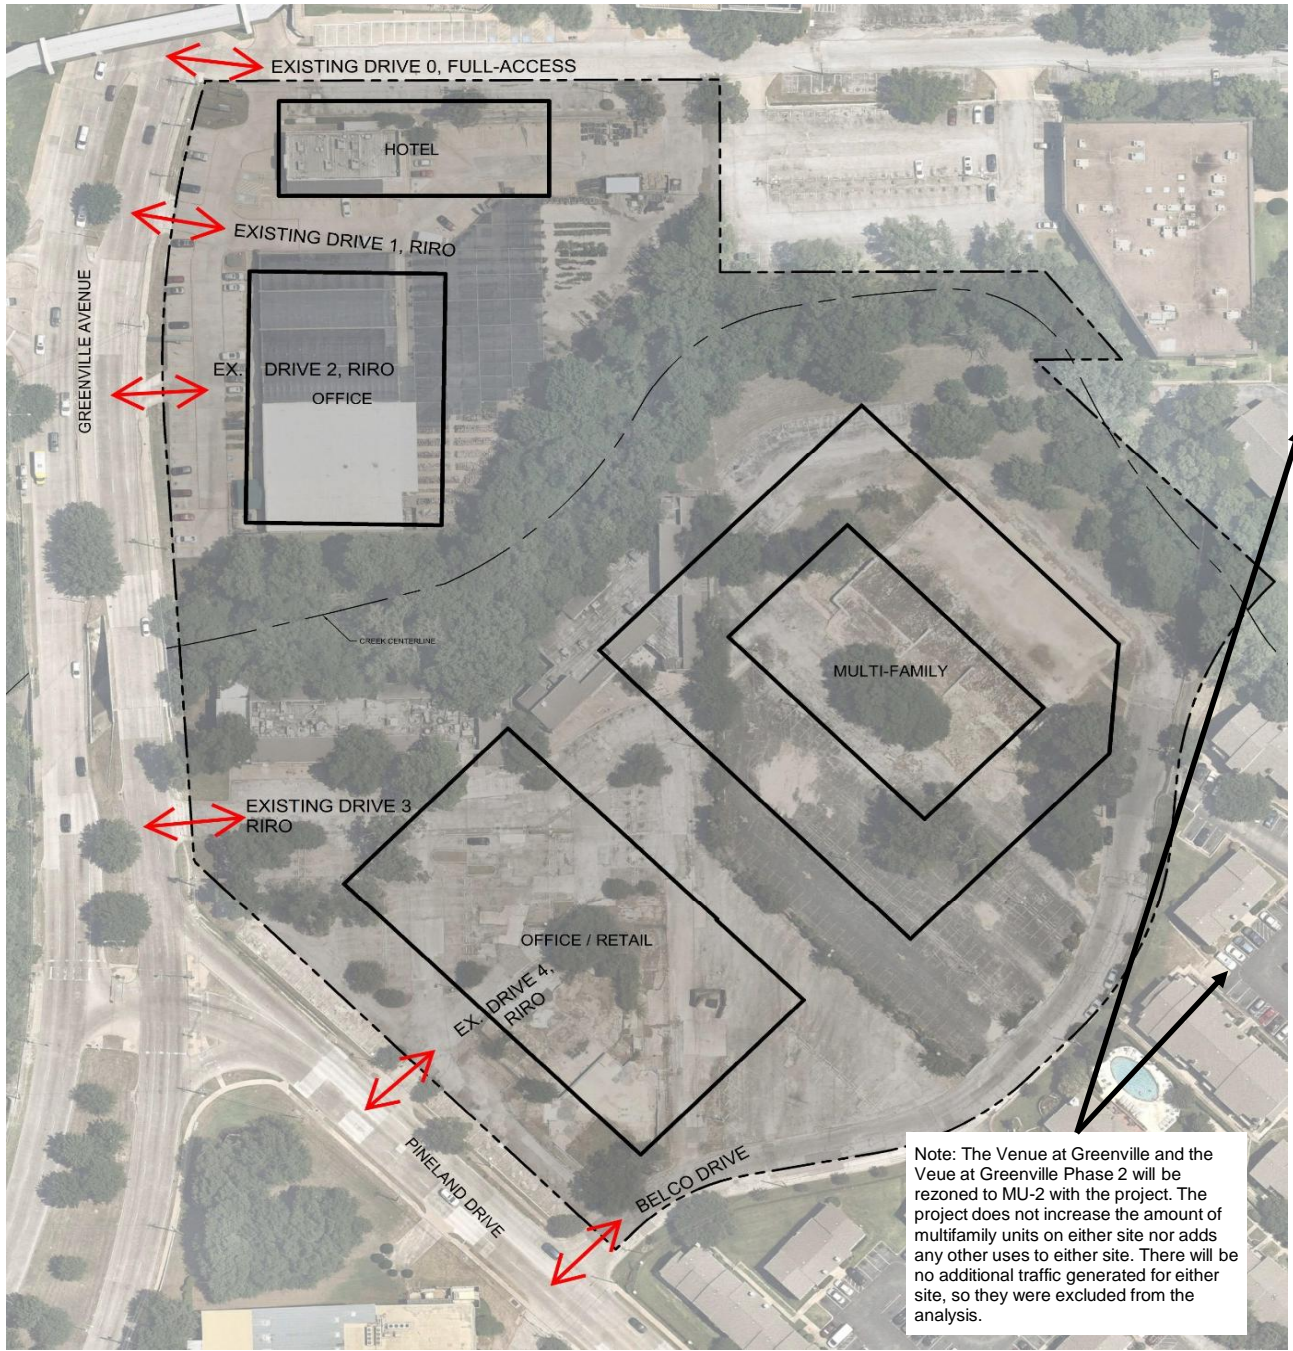 EXISTING DRIVE 0, FULL-ACCESS
HOTEL
EXISTING DRIVE 1, RIRO
GREENVILLE AVENUE
EX. DRIVE 2, RIRO
OFFICE
CREEK CENTERLINE
MULTI-FAMILY
EXISTING DRIVE 3
RIRO
OFFICE / RETAIL
EX. DRIVE 4,
RIRO
PINELAND DRIVE
BELCO DRIVE
Note: The Venue at Greenville and the
Veue at Greenville Phase 2 will be
rezoned to MU-2 with the project. The
project does not increase the amount of
multifamily units on either site nor adds
any other uses to either site. There will be
no additional traffic generated for either
site, so they were excluded from the
analysis.